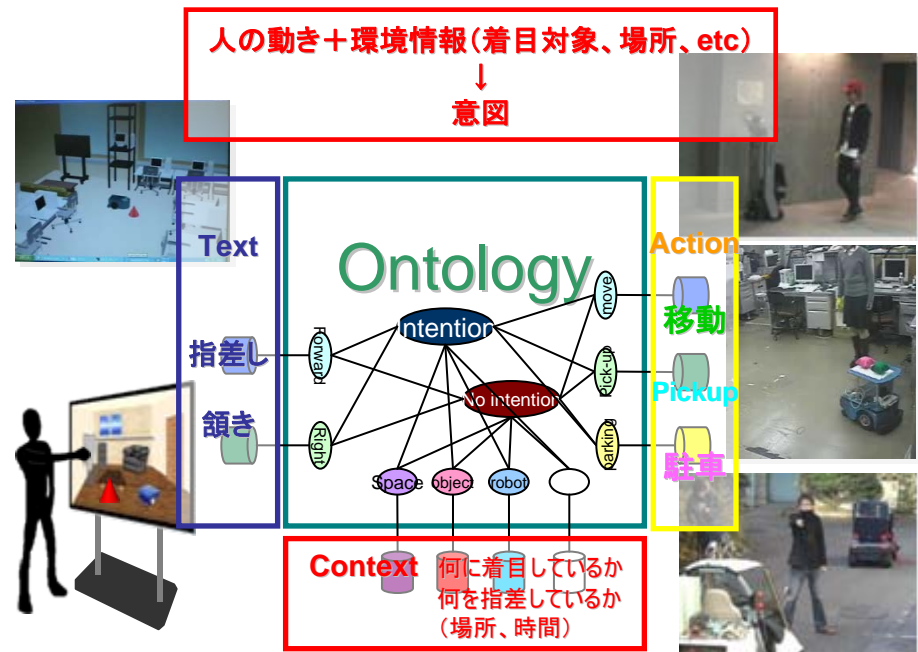 人の動き＋環境情報（着目対象、場所、etc）
↓
意図
Text
Ontology
Action
Intention
move
移動
指差し
Forward
Pick-up
Pickup
No intention
頷き
Right
parking
駐車
Space
object
robot
Context
何に着目しているか
何を指差しているか
（場所、時間）